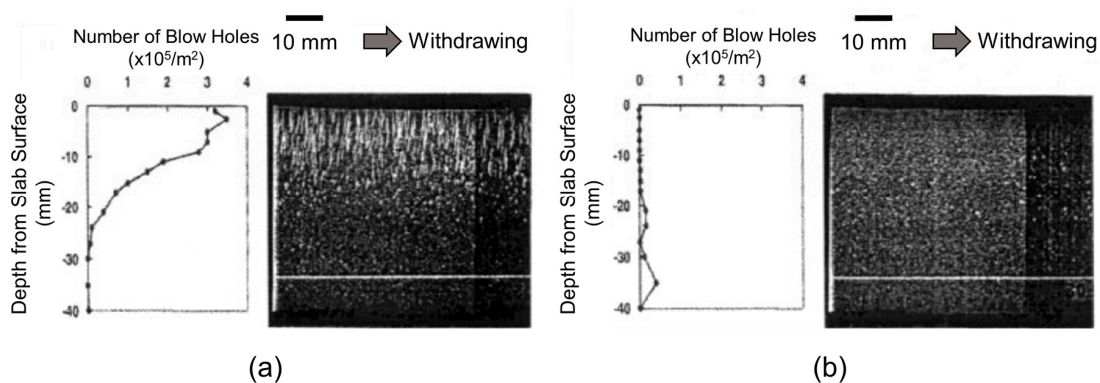 Number of Blow Holes
(x10⁵/m²)
10 mm
Withdrawing
0 1 2 3 4
Depth from Slab Surface
(mm)
0
-10
-20
-30
-40
(a)
Number of Blow Holes
(x10⁵/m²)
10 mm
Withdrawing
0 1 2 3 4
Depth from Slab Surface
(mm)
0
-10
-20
-30
-40
(b)